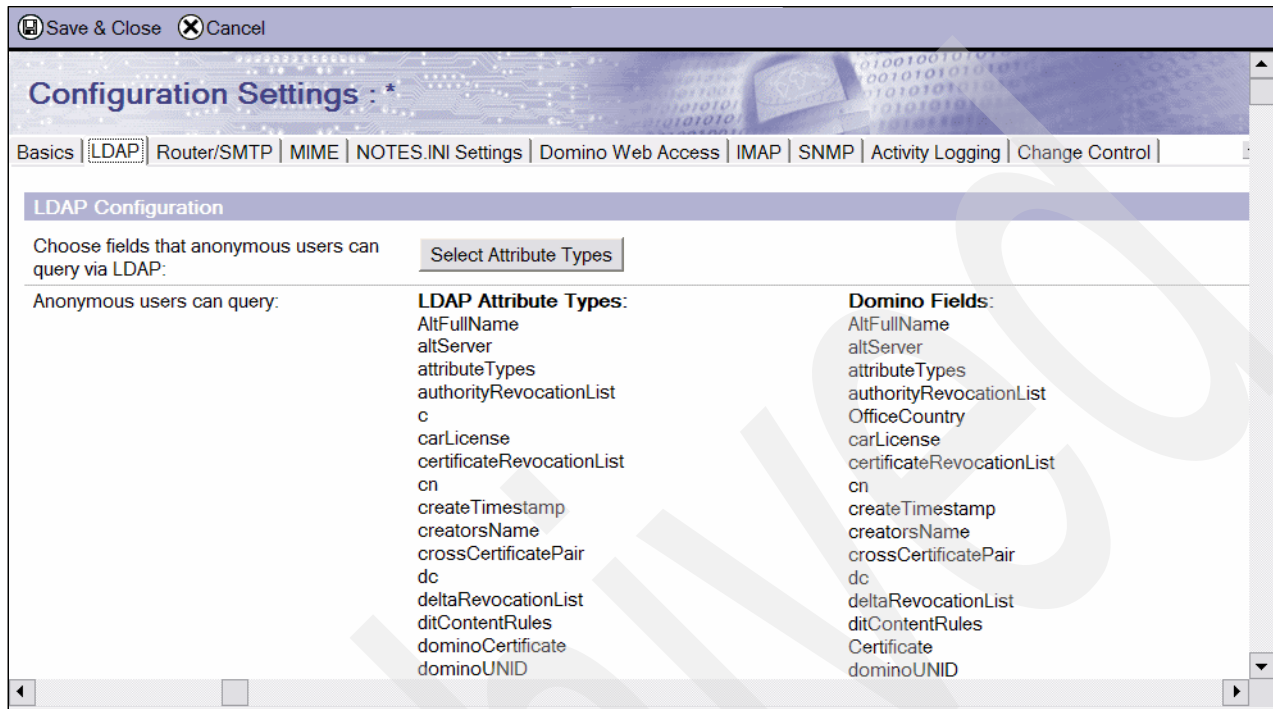 Save & Close Cancel
Configuration Settings : *
Basics | LDAP | Router/SMTP | MIME | NOTES.INI Settings | Domino Web Access | IMAP | SNMP | Activity Logging | Change Control |
LDAP Configuration
Choose fields that anonymous users can
query via LDAP:
Select Attribute Types
Anonymous users can query:
LDAP Attribute Types: Domino Fields:
AltFullName AltFullName
altServer altServer
attributeTypes attributeTypes
authorityRevocationList authorityRevocationList
c OfficeCountry
carLicense carLicense
certificateRevocationList certificateRevocationList
cn cn
createTimestamp createTimestamp
creatorsName creatorsName
crossCertificatePair crossCertificatePair
dc dc
deltaRevocationList deltaRevocationList
ditContentRules ditContentRules
dominoCertificate Certificate
dominoUNID dominoUNID